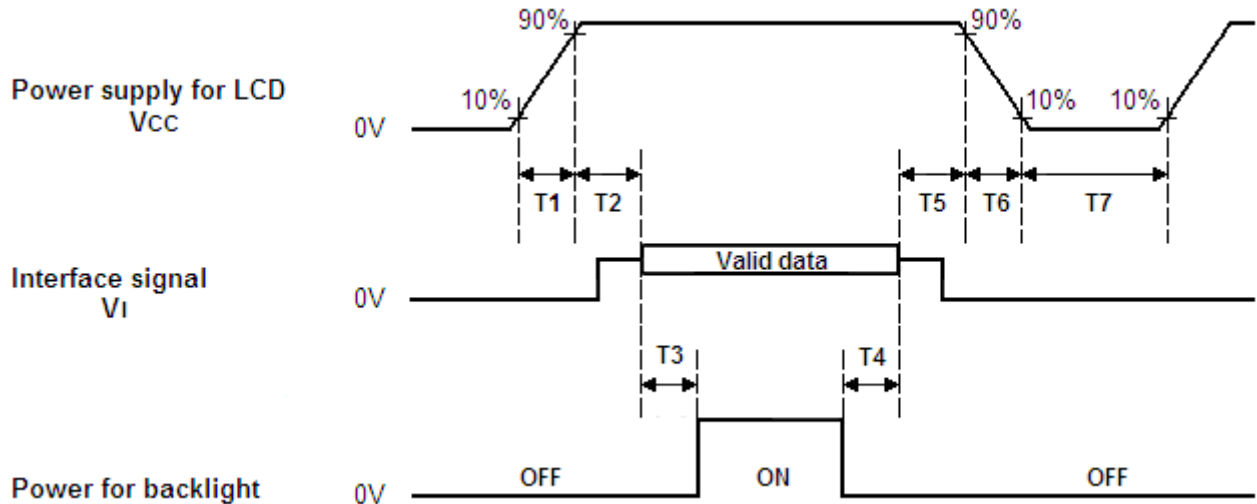 90% 90%
Power supply for LCD
VCC
10% 10% 10%
0V
T1 T2 T5 T6 T7
Valid data
Interface signal
VI
0V
T3 T4
OFF ON OFF
Power for backlight
0V